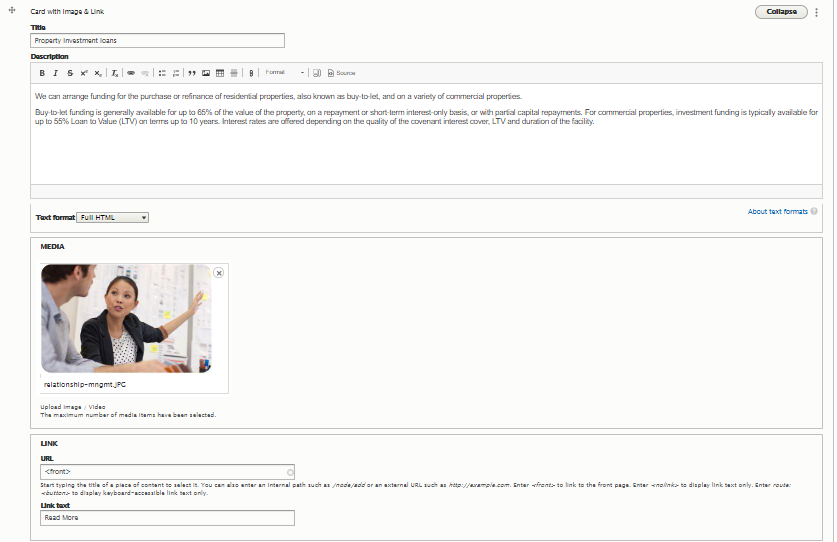 Card with Image & Link
Collapse
Title
Property investment loans
Description
B I S x² x₂ Tx
Format
Source
We can arrange funding for the purchase or refinance of residential properties, also known as buy-to-let, and on a variety of commercial properties.
Buy-to-let funding is generally available for up to 65% of the value of the property, on a repayment or short-term interest-only basis, or with partial capital repayments. For commercial properties, investment funding is typically available for
up to 55% Loan to Value (LTV) on terms up to 10 years. Interest rates are offered depending on the quality of the covenant interest cover, LTV and duration of the facility.
Text format Full HTML
About text formats
MEDIA
relationship-mngmt.JPG
Upload Image / Video
The maximum number of media items have been selected.
LINK
URL
<front>
Start typing the title of a piece of content to select it. You can also enter an internal path such as /node/add or an external URL such as http://example.com. Enter <front> to link to the front page. Enter <nolink> to display link text only. Enter route:
<button> to display keyboard-accessible link text only.
Link text
Read More